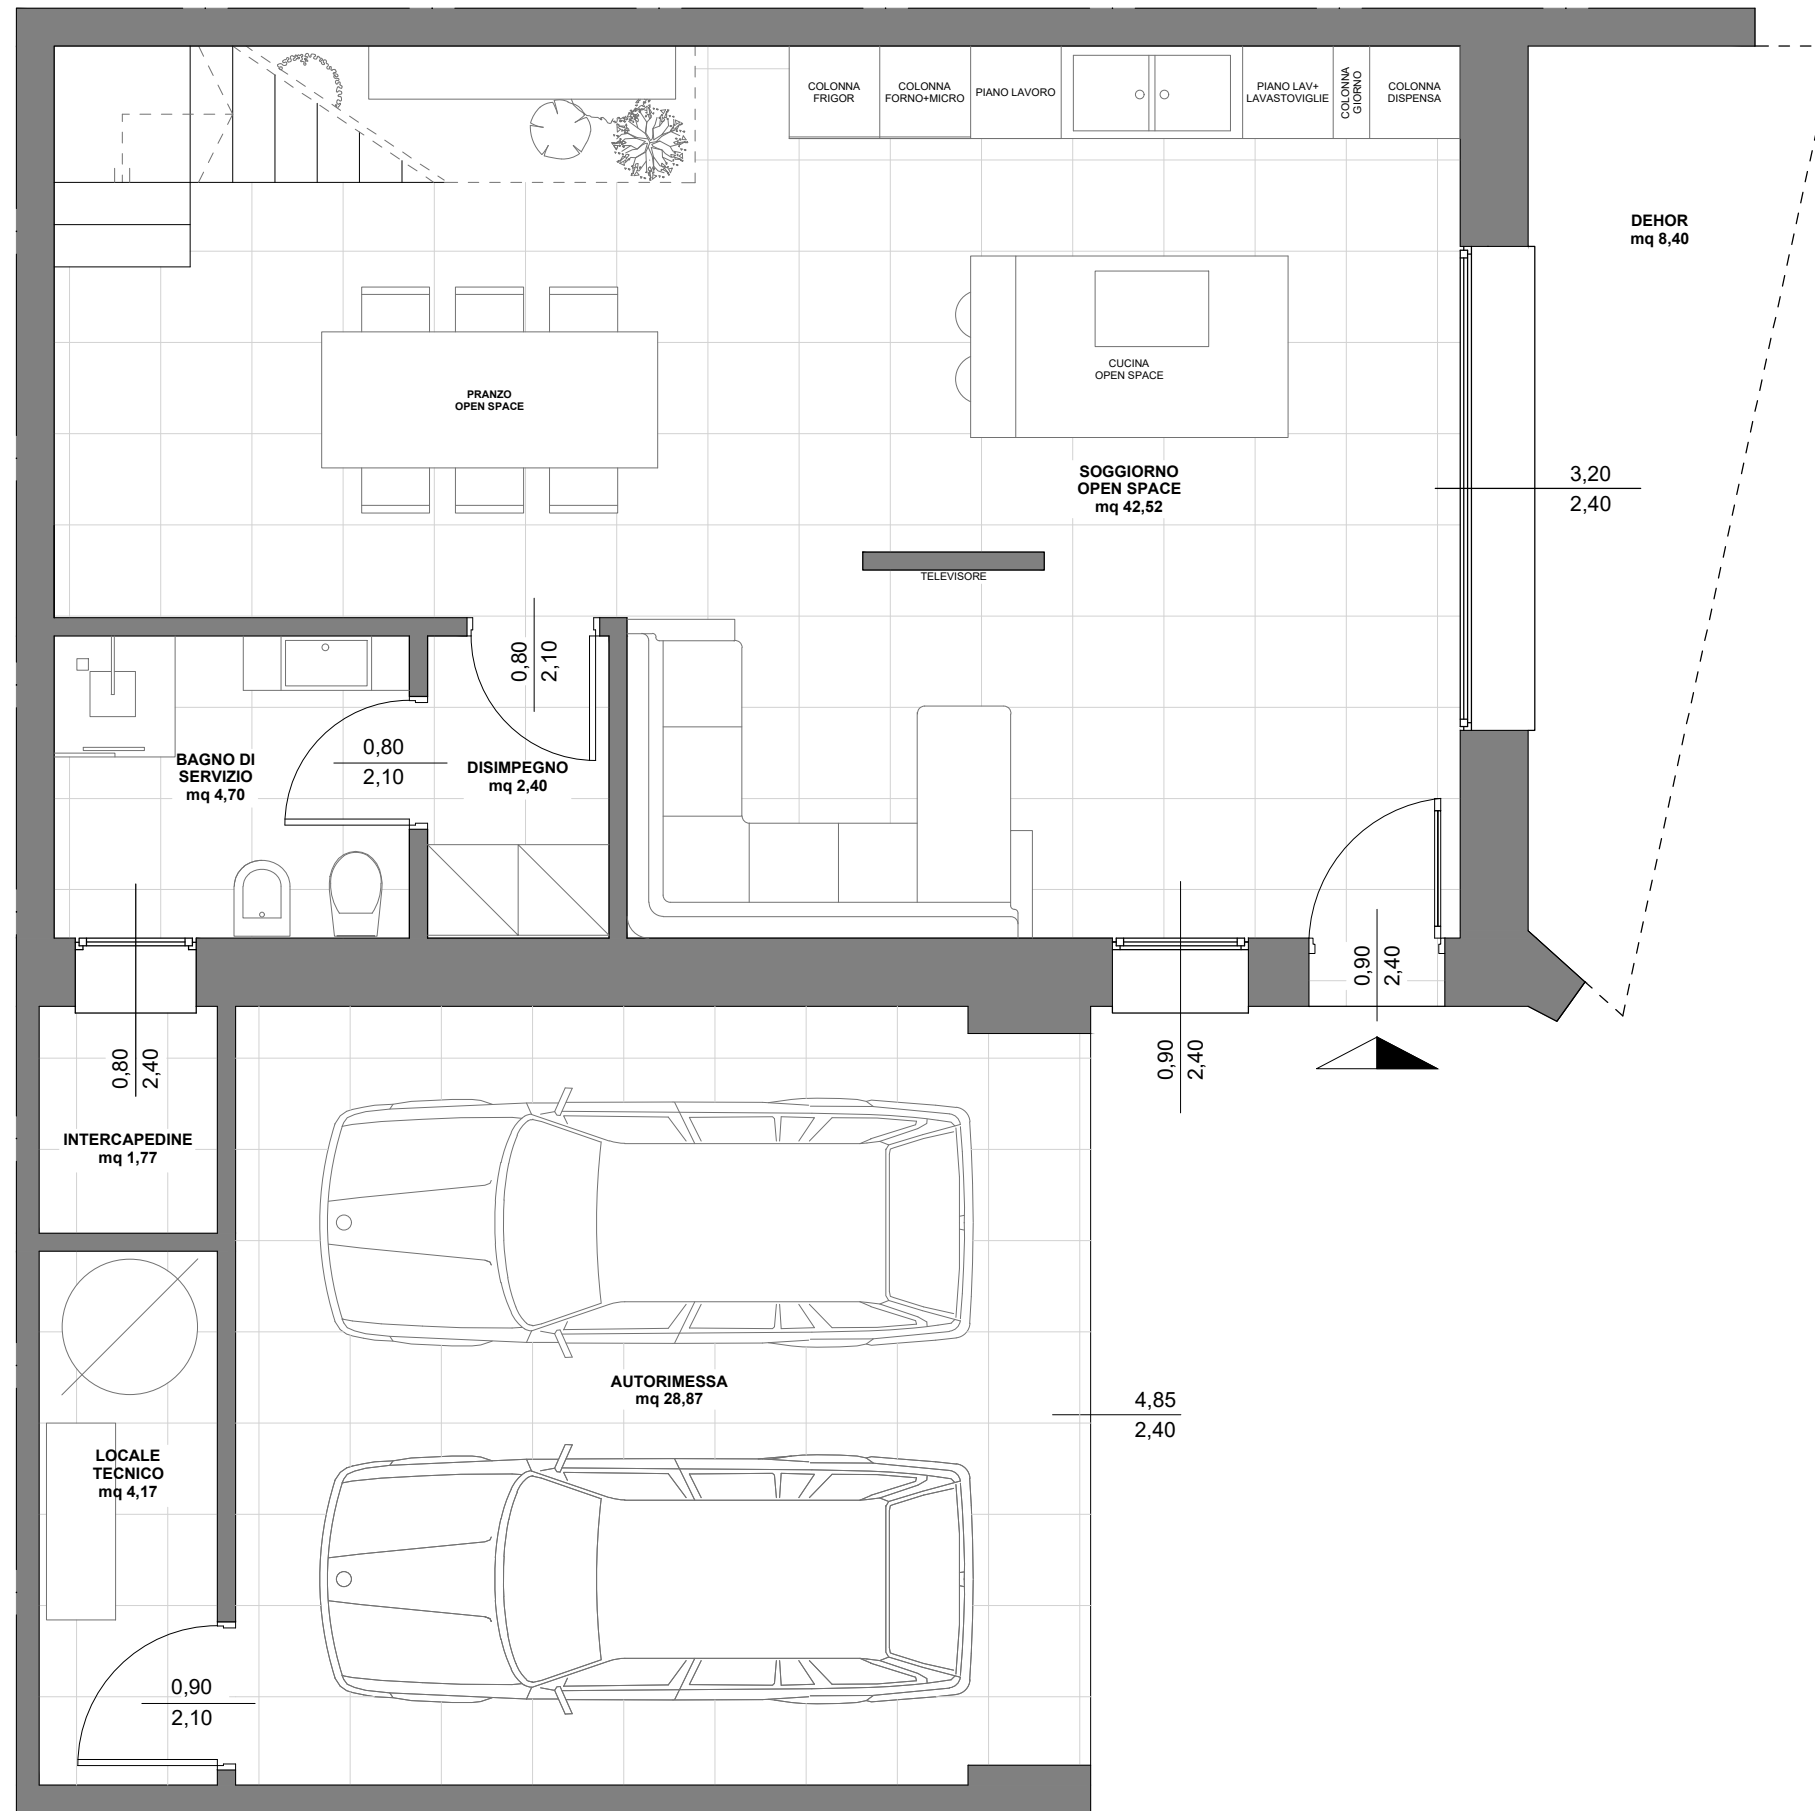 COLONNA
FRIGOR
COLONNA
FORNO+MICRO
PIANO LAVORO
PIANO LAV+
LAVASTOVIGLIE
COLONNA
GIORNO
COLONNA
DISPENSA
DEHOR
mq 8,40
CUCINA
OPEN SPACE
PRANZO
OPEN SPACE
SOGGIORNO
OPEN SPACE
mq 42,52
3,20
2,40
TELEVISORE
0,80
2,10
0,80
2,10
BAGNO DI
SERVIZIO
mq 4,70
DISIMPEGNO
mq 2,40
0,90
2,40
0,80
2,40
0,90
2,40
INTERCAPEDINE
mq 1,77
AUTORIMESSA
mq 28,87
4,85
2,40
LOCALE
TECNICO
mq 4,17
0,90
2,10